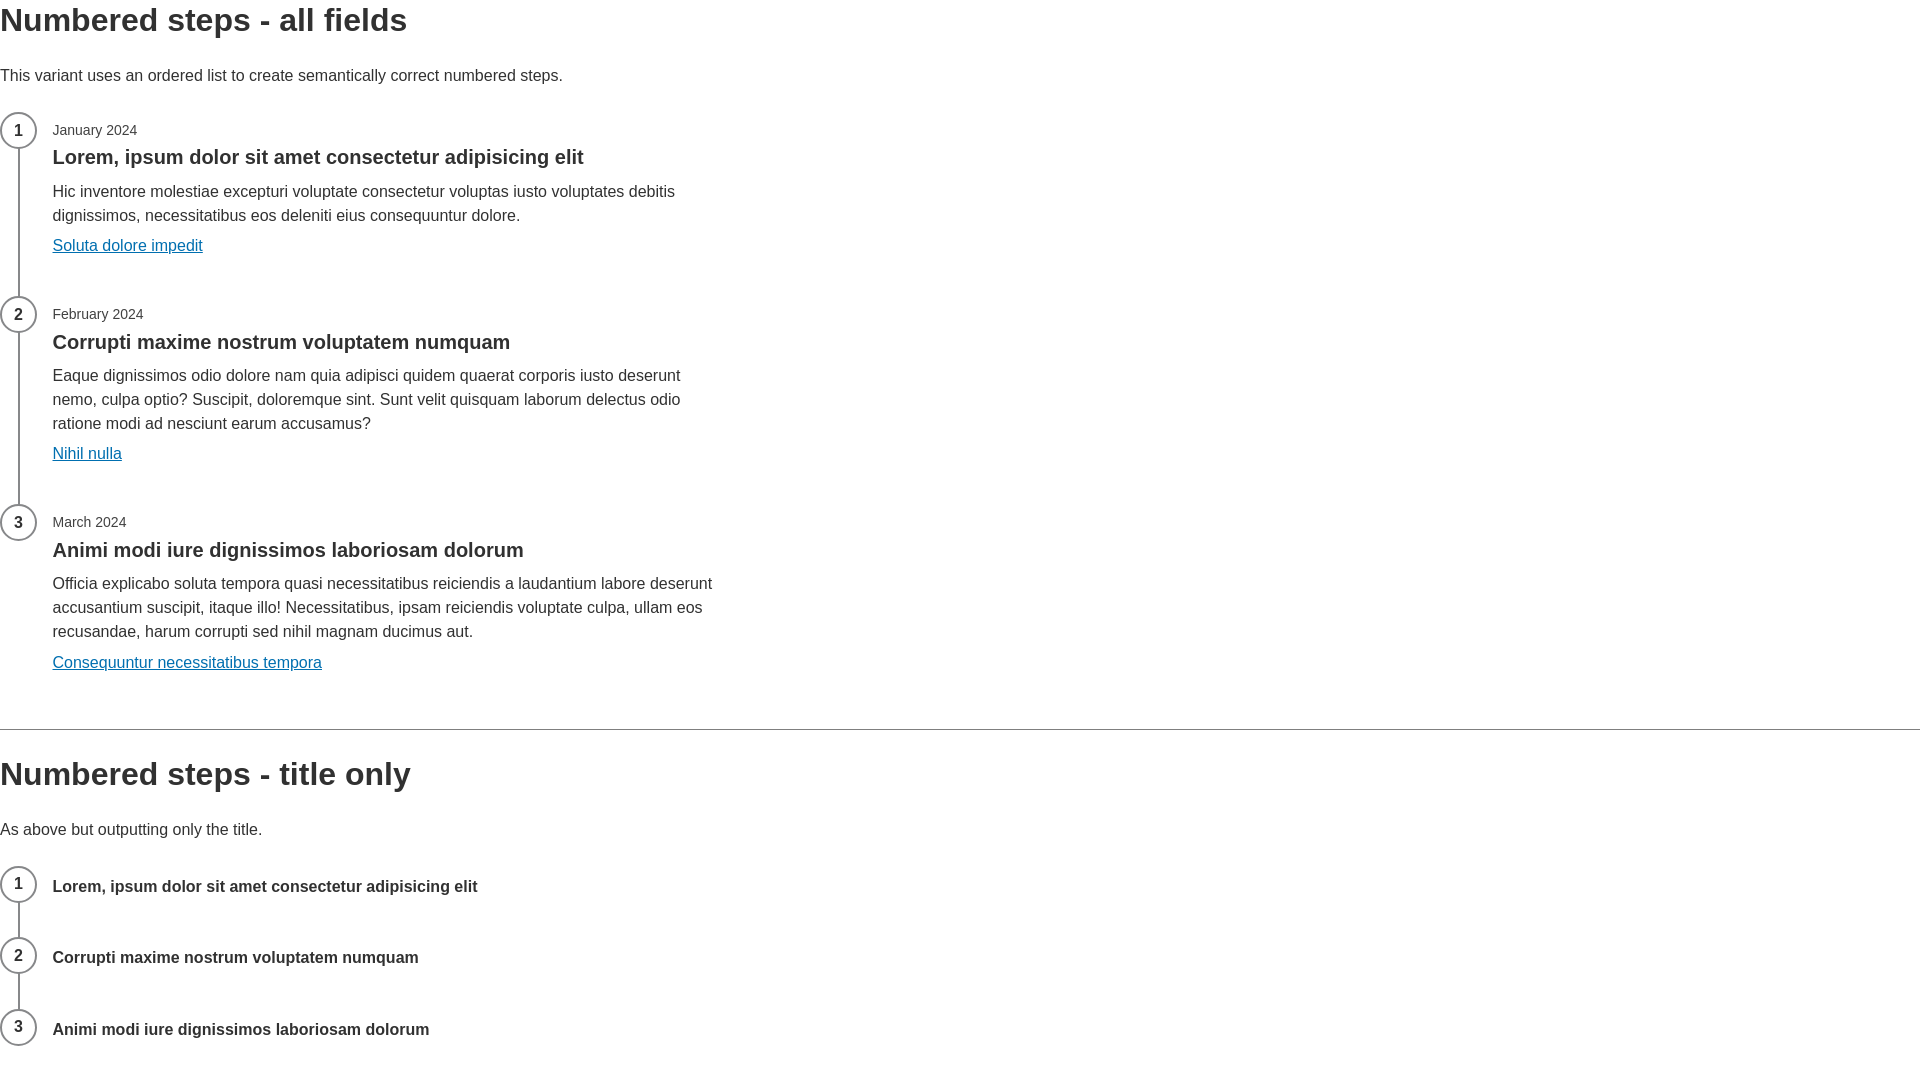 Numbered steps - all fields
This variant uses an ordered list to create semantically correct numbered steps.
1
January 2024
Lorem, ipsum dolor sit amet consectetur adipisicing elit
Hic inventore molestiae excepturi voluptate consectetur voluptas iusto voluptates debitis
dignissimos, necessitatibus eos deleniti eius consequuntur dolore.
Soluta dolore impedit
2
February 2024
Corrupti maxime nostrum voluptatem numquam
Eaque dignissimos odio dolore nam quia adipisci quidem quaerat corporis iusto deserunt
nemo, culpa optio? Suscipit, doloremque sint. Sunt velit quisquam laborum delectus odio
ratione modi ad nesciunt earum accusamus?
Nihil nulla
3
March 2024
Animi modi iure dignissimos laboriosam dolorum
Officia explicabo soluta tempora quasi necessitatibus reiciendis a laudantium labore deserunt
accusantium suscipit, itaque illo! Necessitatibus, ipsam reiciendis voluptate culpa, ullam eos
recusandae, harum corrupti sed nihil magnam ducimus aut.
Consequuntur necessitatibus tempora
Numbered steps - title only
As above but outputting only the title.
1
Lorem, ipsum dolor sit amet consectetur adipisicing elit
2
Corrupti maxime nostrum voluptatem numquam
3
Animi modi iure dignissimos laboriosam dolorum